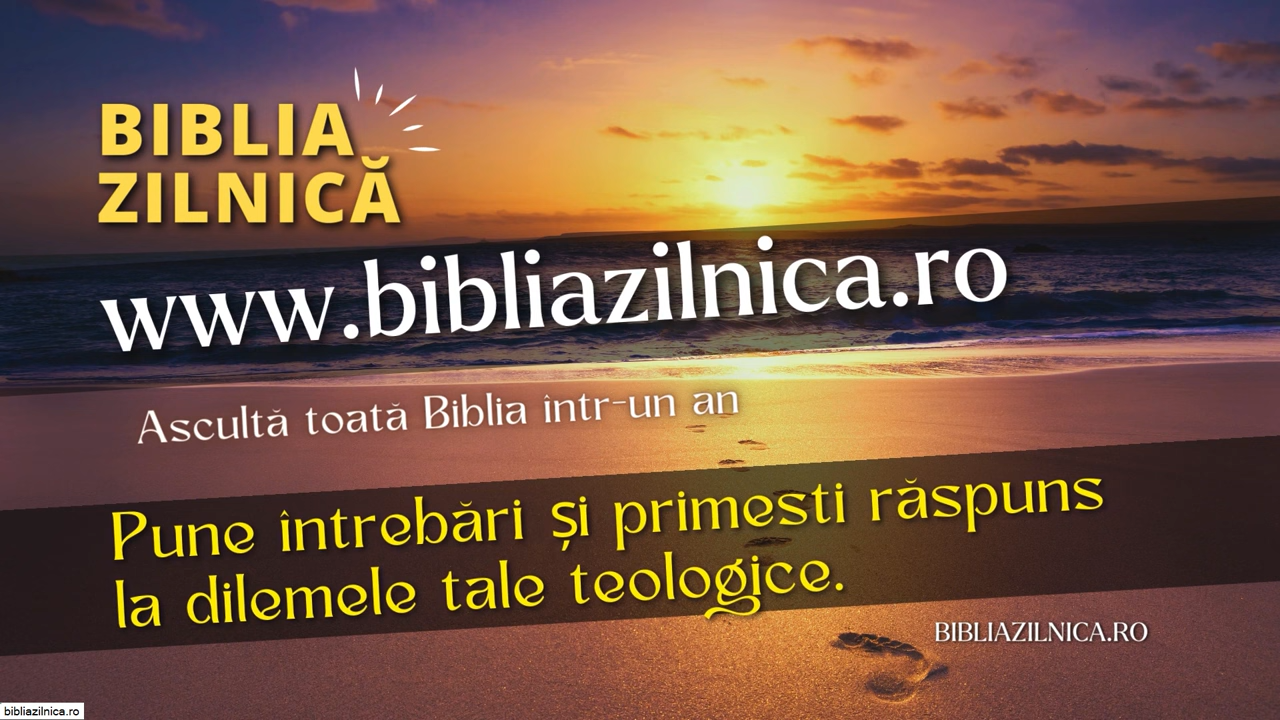 BIBLIA
ZILNICĂ
www.bibliazilnica.ro
Ascultă toată Biblia într-un an
Pune întrebări și primesti răspuns
la dilemele tale teologice.
BIBLIAZILNICA.RO
bibliazilnica.ro